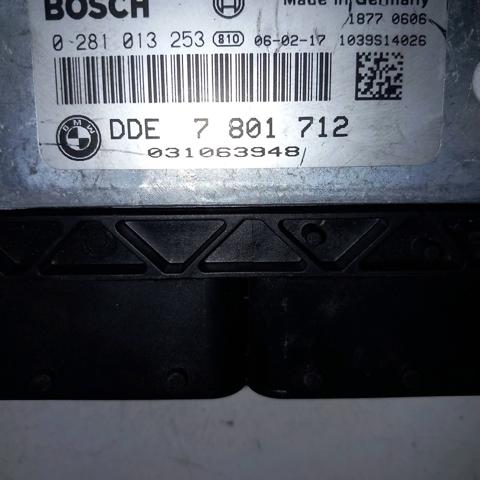 BOSCH
Made in Germany
1877 0606
0 281 013 253 810 06-02-17 1039S14026
BMW DDE 7 801 712
031063948